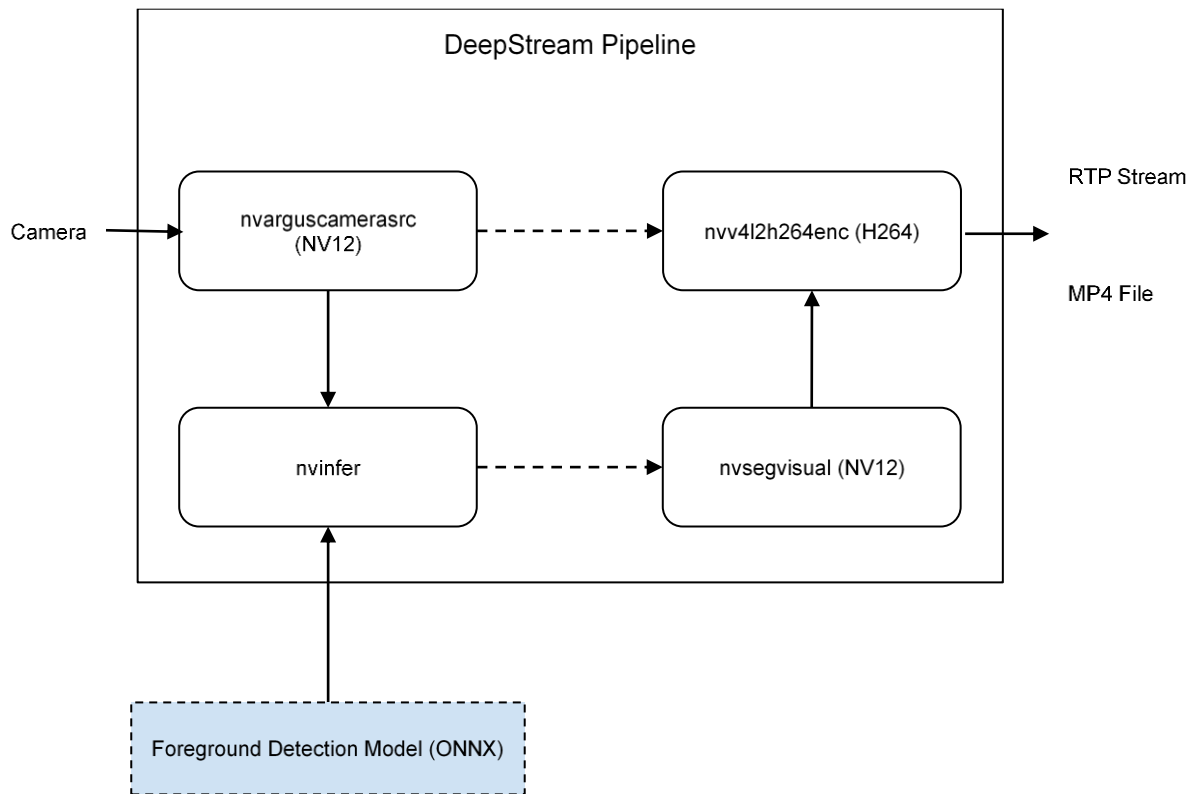 DeepStream Pipeline
RTP Stream
Camera
nvarguscamerasrc
(NV12)
nvv4l2h264enc (H264)
MP4 File
nvinfer
nvsegvisual (NV12)
Foreground Detection Model (ONNX)